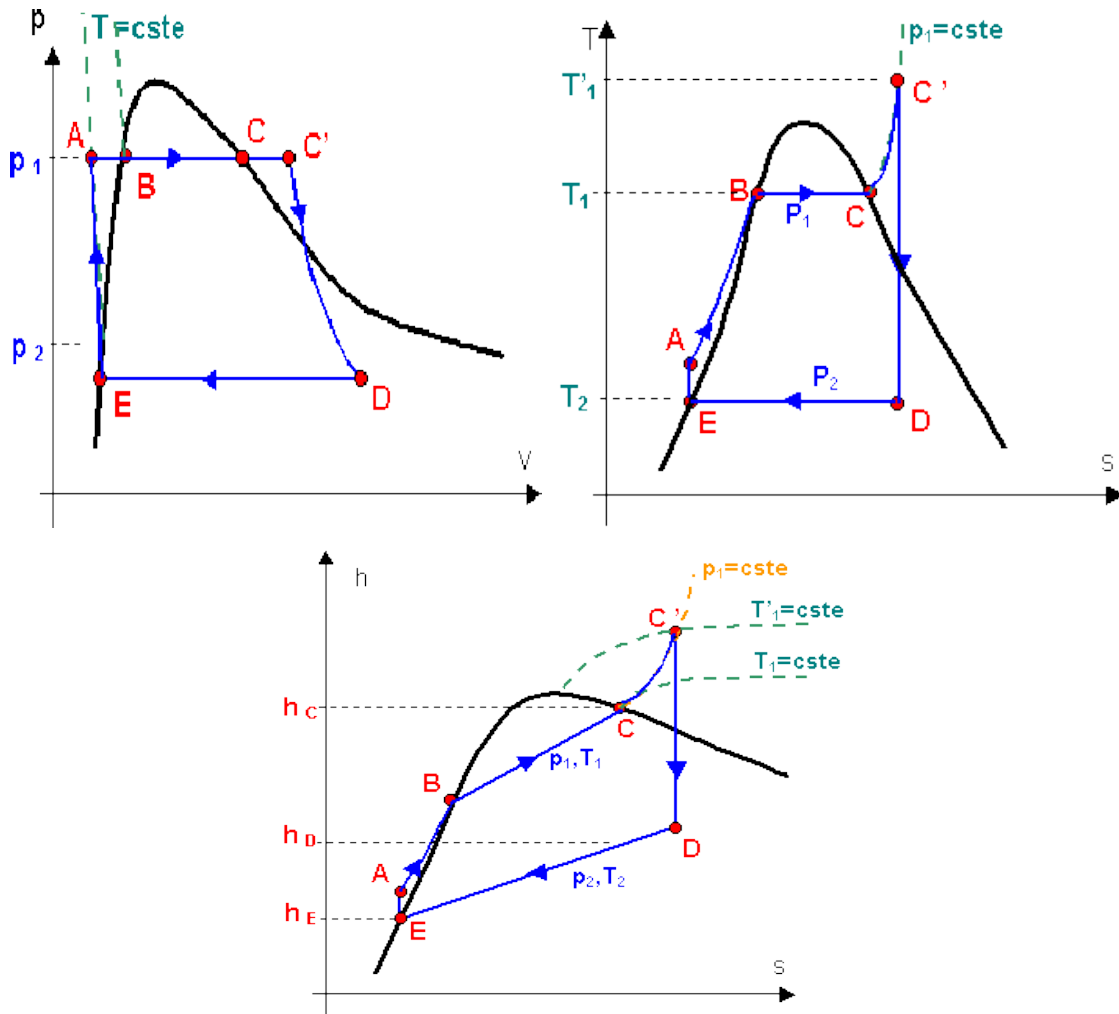 p
T=cste
A
C
C'
p1
B
p2
E
D
V
T
p1=cste
T'1
C'
T1
B
P1
C
A
T2
P2
E
D
S
h
p1=cste
C'
T'1=cste
T1=cste
hC
C
B
p1,T1
hD
D
A
p2,T2
hE
E
s